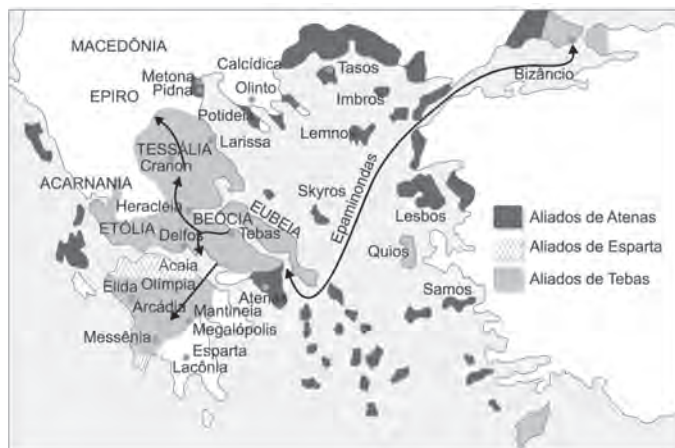 MACEDÔNIA
Calcídica
Metona
Tasos
Bizâncio
Pidna
Olinto
EPIRO
Imbros
Potideia
TESSÁLIA
Larissa
Lemnos
Cranon
ACARNANIA
Skyros
Heracleia
BEÓCIA
EUBEIA
Epaminondas
Lesbos
ETÓLIA
Delfos
Tebas
Quios
Acaia
Élida
Olímpia
Atenas
Samos
Arcádia
Mantineia
Megalópolis
Messênia
Esparta
Lacônia
Aliados de Atenas
Aliados de Esparta
Aliados de Tebas